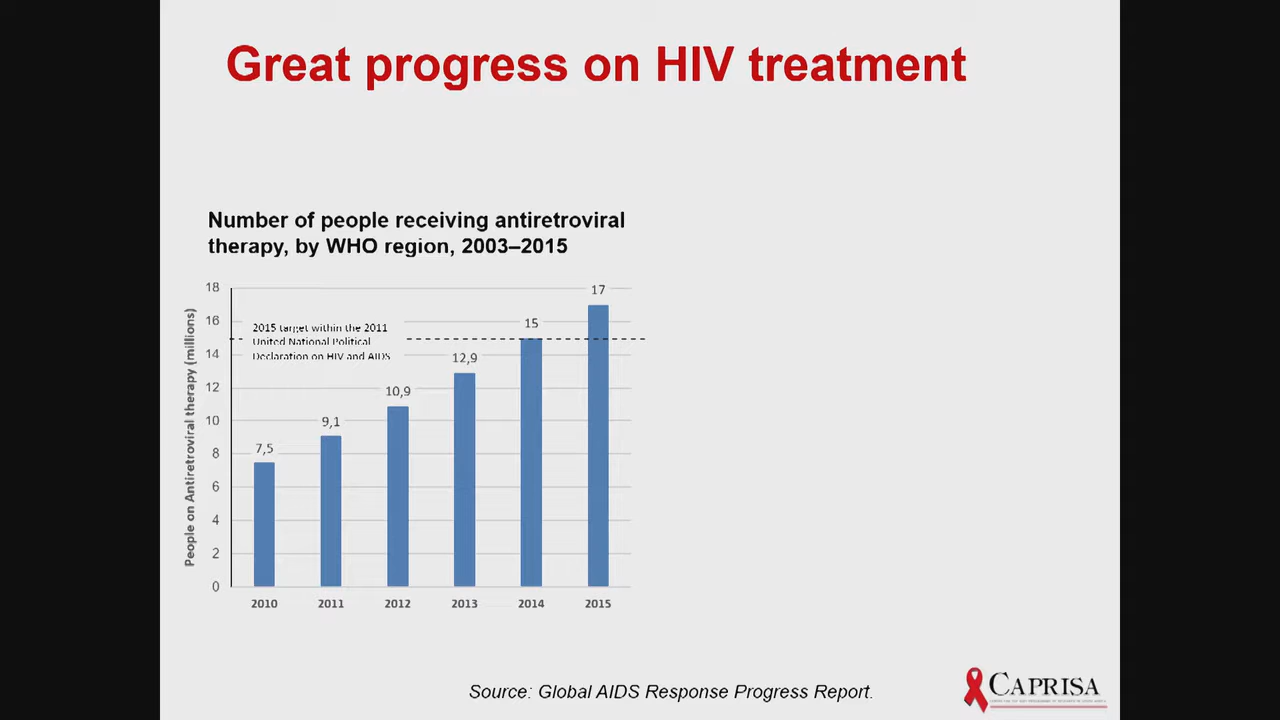 Great progress on HIV treatment
Number of people receiving antiretroviral
therapy, by WHO region, 2003–2015
People on Antiretroviral therapy (millions)
18
16
14
12
10
8
6
4
2
0
2015 target within the 2011
United National Political
Declaration on HIV and AIDS
7,5
9,1
10,9
12,9
15
17
2010 2011 2012 2013 2014 2015
Source: Global AIDS Response Progress Report.
CAPRISA